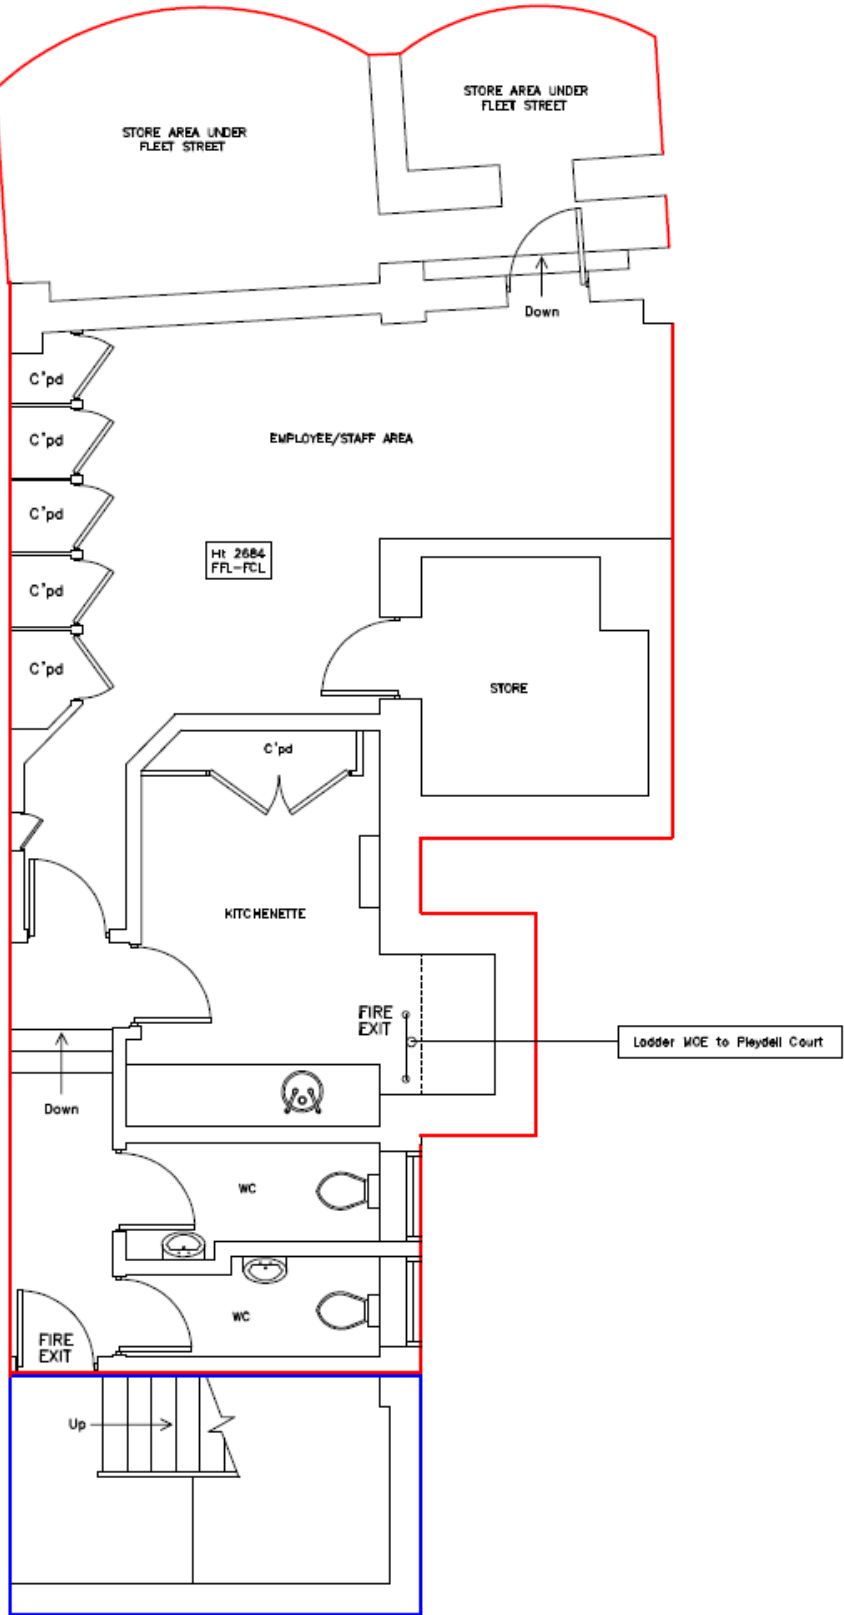 STORE AREA UNDER
FLEET STREET
STORE AREA UNDER
FLEET STREET
Down
C'pd
C'pd
EMPLOYEE/STAFF AREA
C'pd
Ht 2684
FFL-FCL
C'pd
C'pd
STORE
C'pd
KITCHENETTE
FIRE
EXIT
Ladder MOE to Pleydell Court
Down
WC
WC
FIRE
EXIT
Up